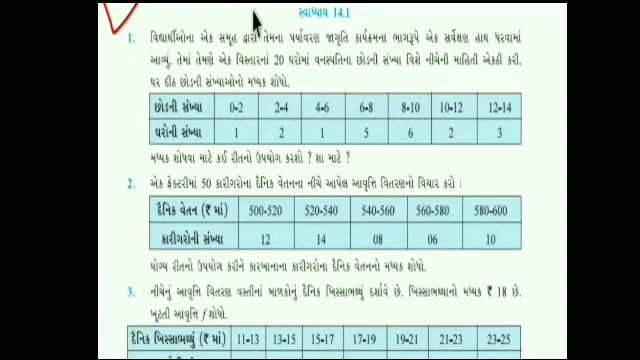 સ્વાધ્યાય 14.1
1. વિદ્યાર્થીઓના એક સમૂહ દ્વારા તેમના પર્યાવરણ જાગૃતિ કાર્યક્રમના ભાગરૂપે એક સર્વેક્ષણ હાથ ધરવામાં
આવ્યું. તેમાં તેમણે એક વિસ્તારનાં 20 ઘરોમાં વનસ્પતિના છોડની સંખ્યા વિશે નીચેની માહિતી એકઠી કરી.
ઘર દીઠ છોડની સંખ્યાઓનો મધ્યક શોધો.
છોડની સંખ્યા 0-2 2-4 4-6 6-8 8-10 10-12 12-14
ઘરોની સંખ્યા 1 2 1 5 6 2 3
મધ્યક શોધવા માટે કઈ રીતનો ઉપયોગ કરશો ? શા માટે ?
2. એક ફેક્ટરીમાં 50 કારીગરોના દૈનિક વેતનના નીચે આપેલ આવૃત્તિ વિતરણનો વિચાર કરો :
દૈનિક વેતન (₹ માં) 500-520 520-540 540-560 560-580 580-600
કારીગરોની સંખ્યા 12 14 08 06 10
યોગ્ય રીતનો ઉપયોગ કરીને કારખાનાના કારીગરોના દૈનિક વેતનનો મધ્યક શોધો.
3. નીચેનું આવૃત્તિ વિતરણ વસ્તીમાં બાળકોનું દૈનિક ખિસ્સાભથ્થું દર્શાવે છે. ખિસ્સાભથ્થાનો મધ્યક ₹ 18 છે.
ખૂટતી આવૃત્તિ f શોધો.
દૈનિક ખિસ્સાભથ્થું (₹ માં) 11-13 13-15 15-17 17-19 19-21 21-23 23-25